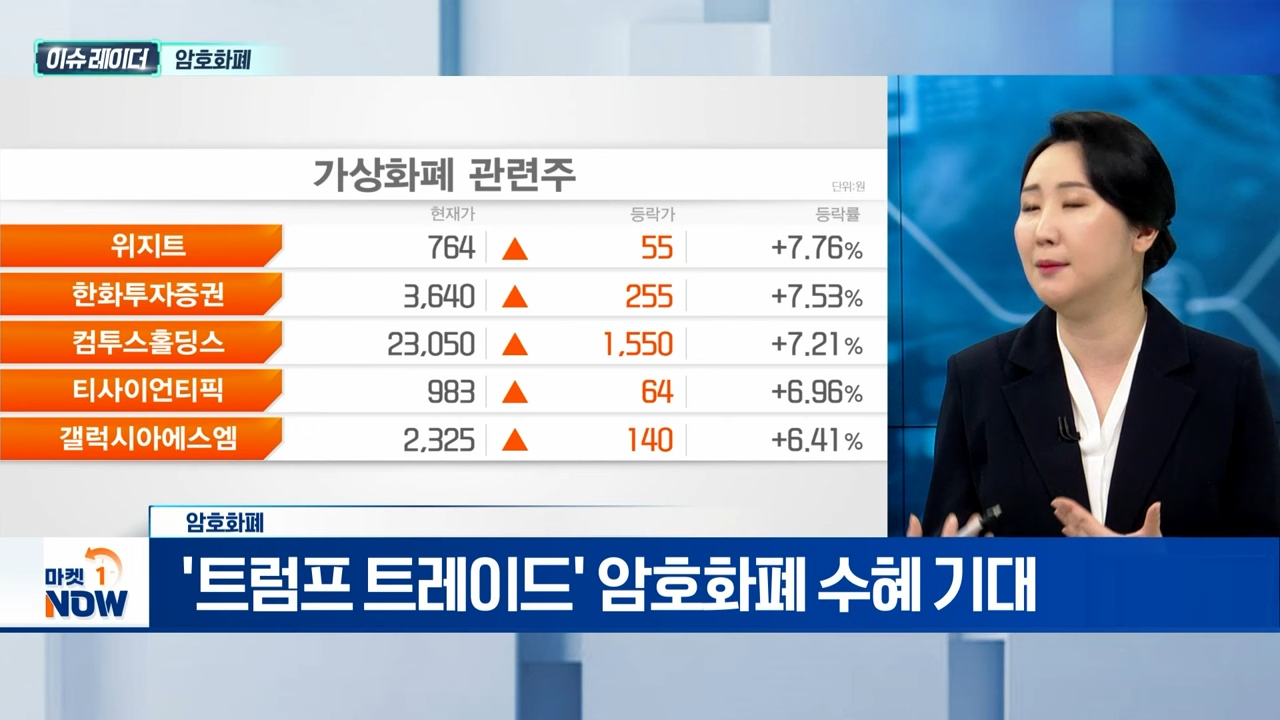 이슈 레이더 암호화폐
가상화폐 관련주
단위:원
현재가 등락가 등락률
위지트 764 ▲ 55 +7.76%
한화투자증권 3,640 ▲ 255 +7.53%
컴투스홀딩스 23,050 ▲ 1,550 +7.21%
티사이언티픽 983 ▲ 64 +6.96%
갤럭시아에스엠 2,325 ▲ 140 +6.41%
암호화폐
마켓 1
NOW
'트럼프 트레이드' 암호화폐 수혜 기대